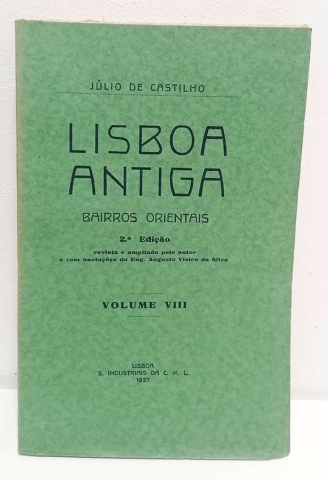 JÚLIO DE CASTILHO
LISBOA
ANTIGA
BAIRROS ORIENTAIS
2.ª Edição
revista e ampliada pelo autor
e com anotações do Eng. Augusto Vieira da Silva
VOLUME VIII
LISBOA
S. INDUSTRIAIS DA C. M. L.
1937